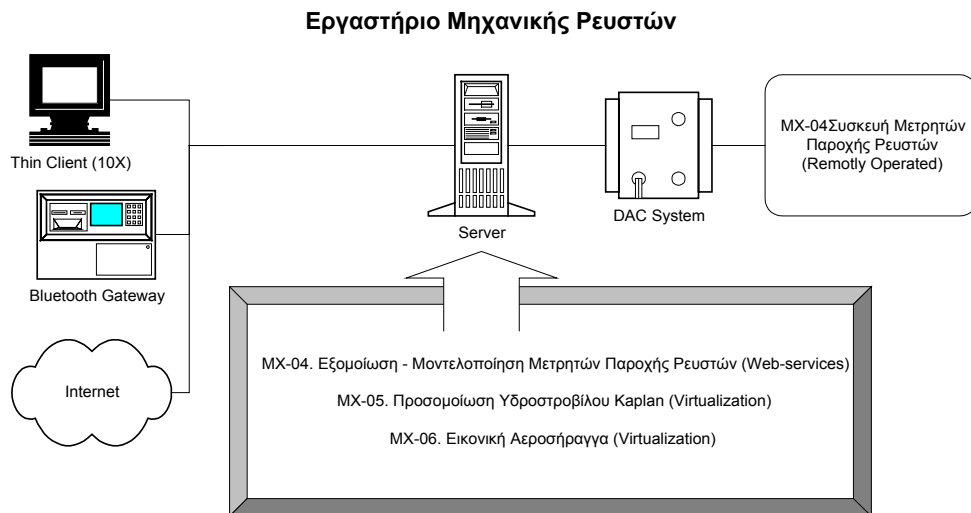 Εργαστήριο Μηχανικής Ρευστών
Thin Client (10X)
Bluetooth Gateway
Internet
Server
DAC System
MX-04Συσκευή Μετρητών
Παροχής Ρευστών
(Remotly Operated)
MX-04. Εξομοίωση - Μοντελοποίηση Μετρητών Παροχής Ρευστών (Web-services)
MX-05. Προσομοίωση Υδροστροβίλου Kaplan (Virtualization)
MX-06. Εικονική Αεροσήραγγα (Virtualization)